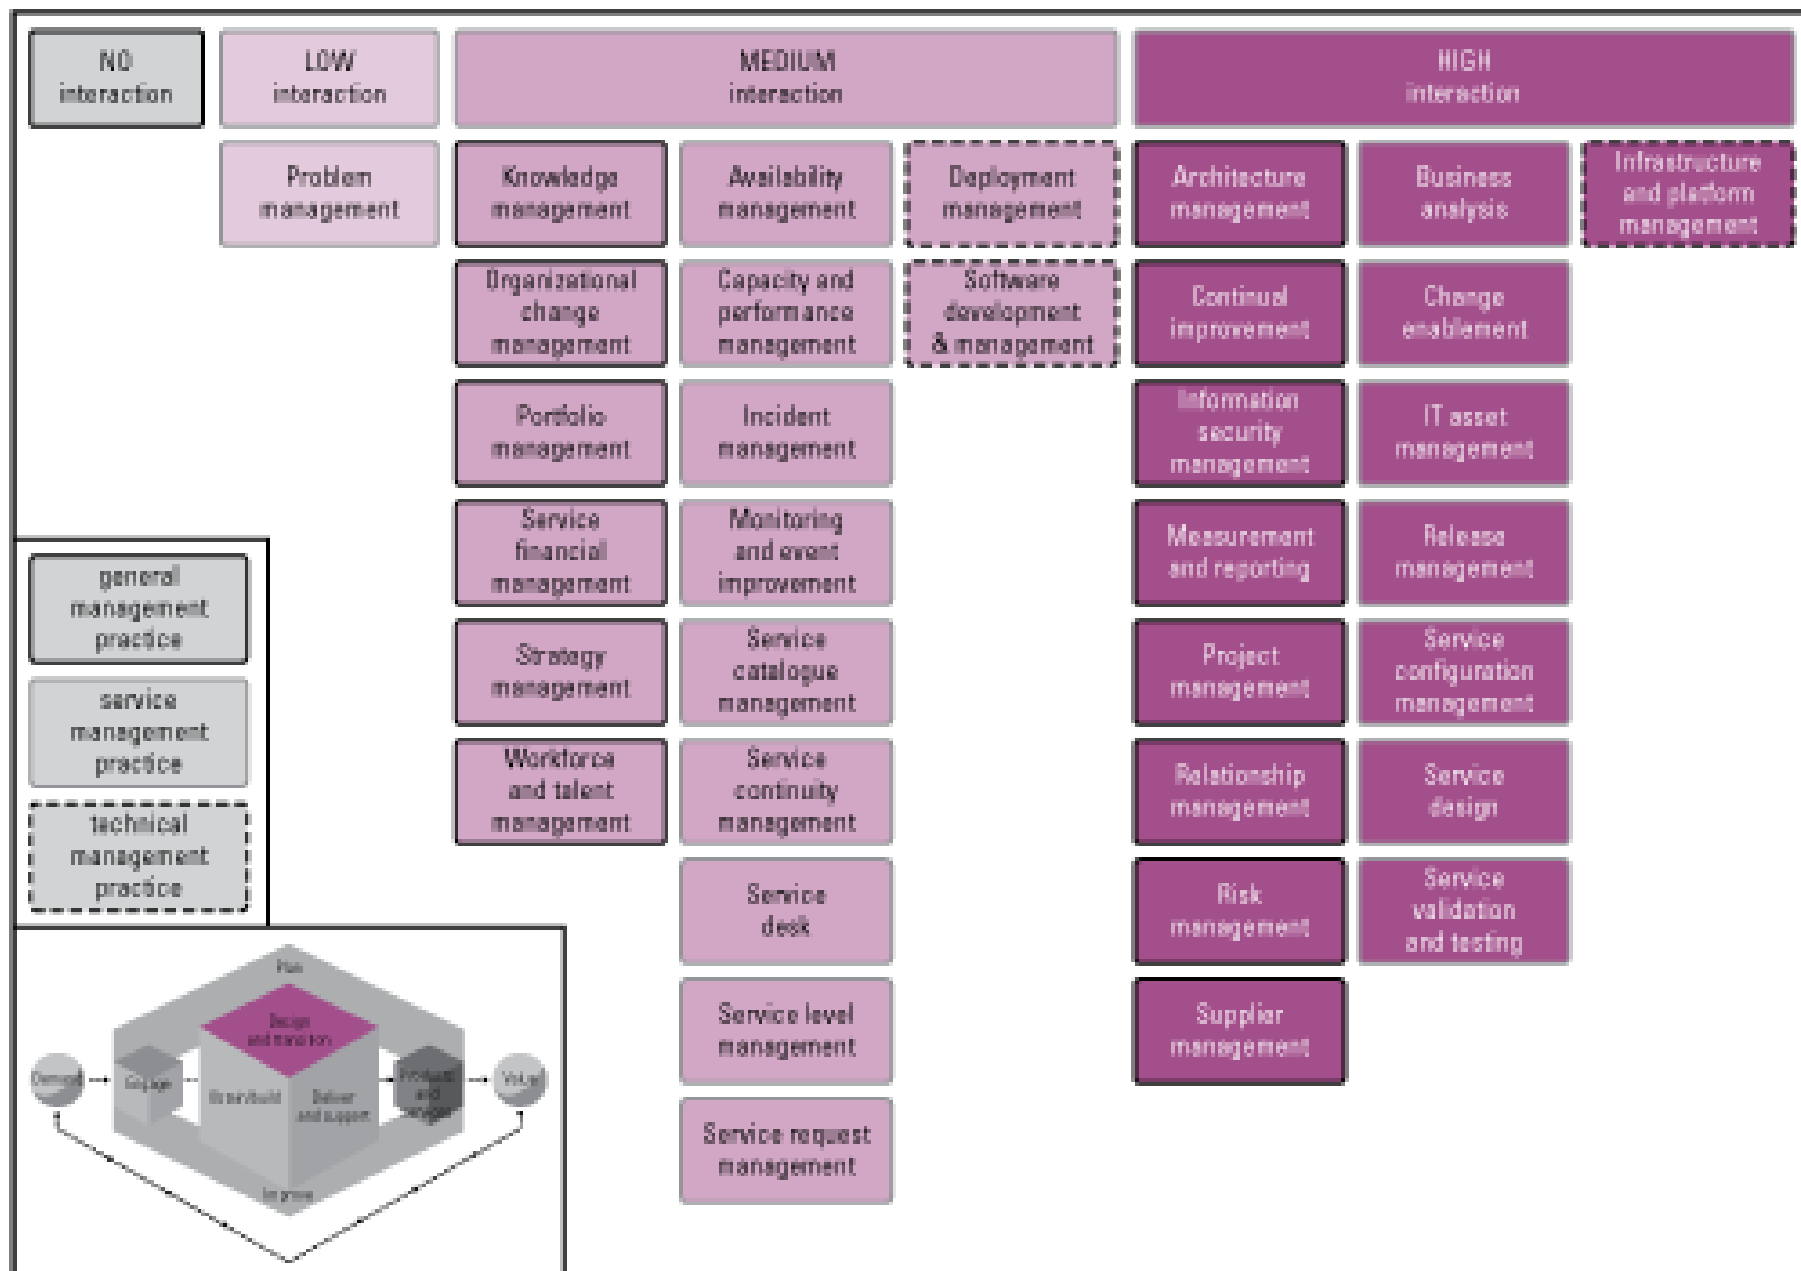 NO
interaction
LOW
interaction
MEDIUM
interaction
HIGH
interaction
Problem
management
Knowledge
management
Organizational
change
management
Portfolio
management
Service
financial
management
Strategy
management
Workforce
and talent
management
Availability
management
Capacity and
performance
management
Incident
management
Monitoring
and event
improvement
Service
catalogue
management
Service
continuity
management
Service
desk
Service level
management
Service request
management
Deployment
management
Software
development
& management
Architecture
management
Continual
improvement
Information
security
management
Measurement
and reporting
Project
management
Relationship
management
Risk
management
Supplier
management
Business
analysis
Change
enablement
IT asset
management
Release
management
Service
configuration
management
Service
design
Service
validation
and testing
Infrastructure
and platform
management
general
management
practice
service
management
practice
technical
management
practice
Plan
Design
and transition
Demand
Engage
Obtain/build
Deliver
and support
Products
and
services
Value
Improve